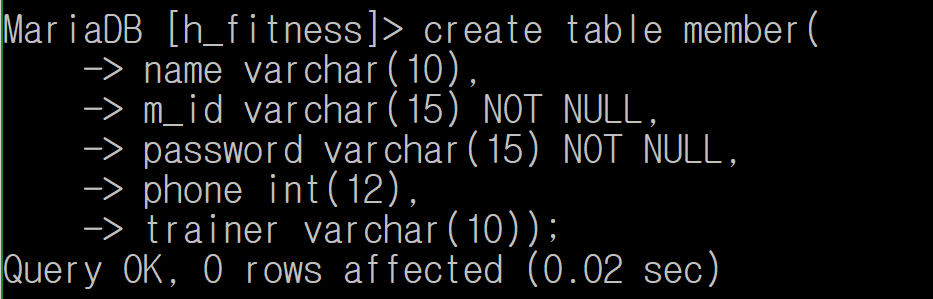 MariaDB [h_fitness]> create table member(
    -> name varchar(10),
    -> m_id varchar(15) NOT NULL,
    -> password varchar(15) NOT NULL,
    -> phone int(12),
    -> trainer varchar(10));
Query OK, 0 rows affected (0.02 sec)